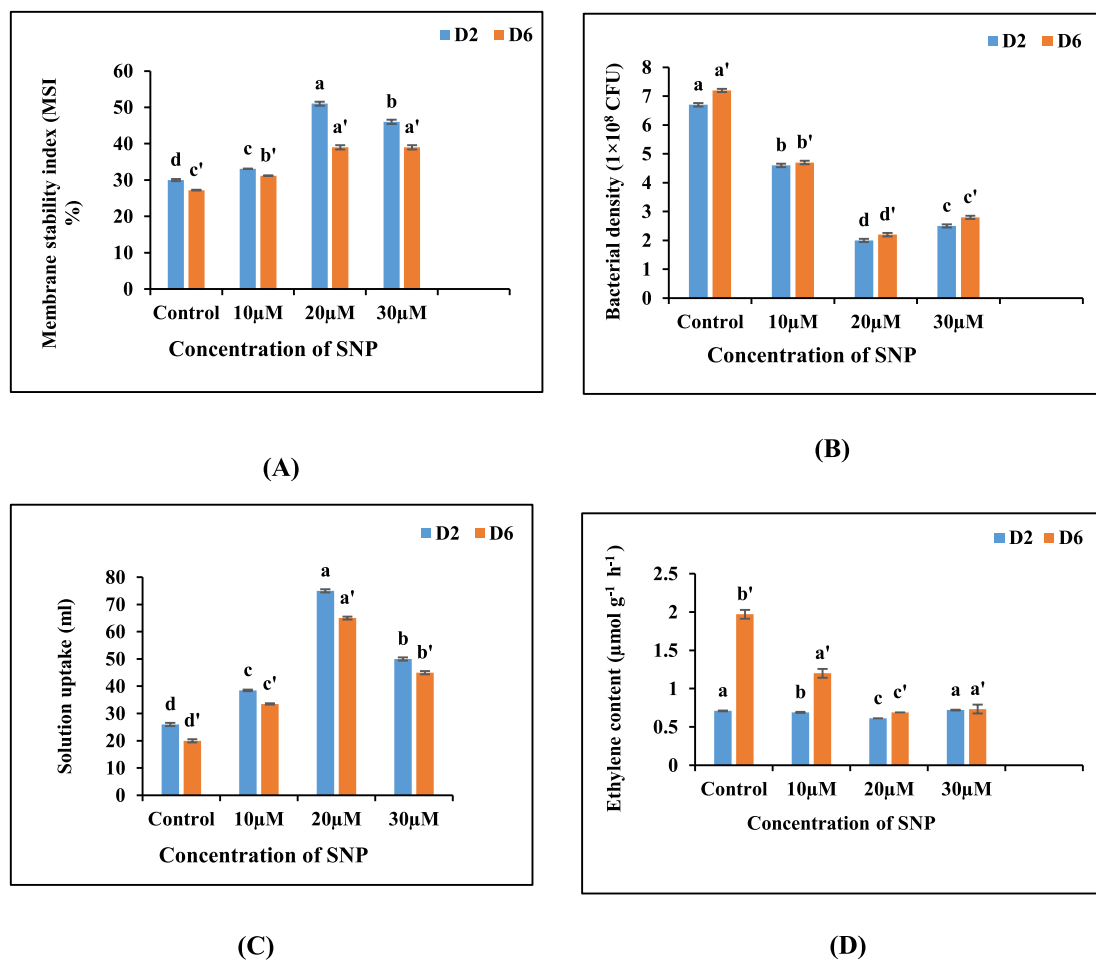 D2 D6
Membrane stability index (MSI
%)
60
50
40
30
20
10
0
a
b
a'
a'
d
c'
c
b'
Control 10µM 20µM 30µM
Concentration of SNP
(A)
D2 D6
Bacterial density (1×10⁸ CFU)
8
7
6
5
4
3
2
1
0
a
a'
b b'
d d'
c c'
Control 10µM 20µM 30µM
Concentration of SNP
(B)
D2 D6
Solution uptake (ml)
80
70
60
50
40
30
20
10
0
a
a'
b
b'
c
c'
d
d'
Control 10µM 20µM 30µM
Concentration of SNP
(C)
D2 D6
Ethylene content (µmol g⁻¹ h⁻¹ )
2.5
2
1.5
1
0.5
0
b'
a'
a
b
c c'
a a'
Control 10µM 20µM 30µM
Concentration of SNP
(D)